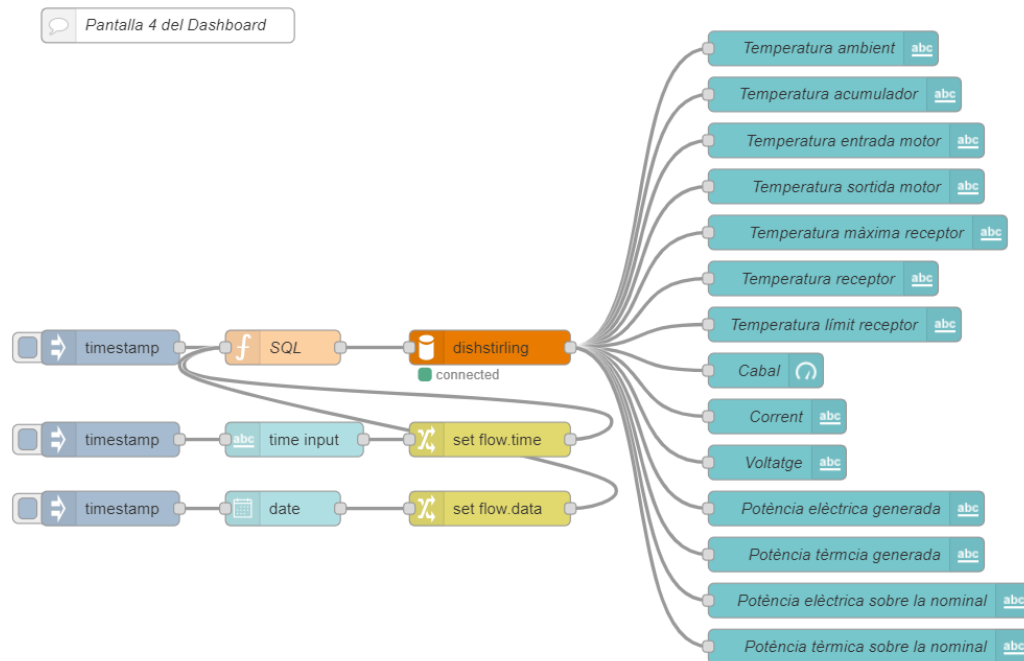 Pantalla 4 del Dashboard
Temperatura ambient abc
Temperatura acumulador abc
Temperatura entrada motor abc
Temperatura sortida motor abc
Temperatura màxima receptor abc
Temperatura receptor abc
Temperatura límit receptor abc
timestamp f SQL dishstirling
connected
Cabal
Corrent abc
timestamp abc time input set flow.time
Voltatge abc
timestamp date set flow.data
Potència elèctrica generada abc
Potència tèrmcia generada abc
Potència elèctrica sobre la nominal abc
Potència tèrmica sobre la nominal abc